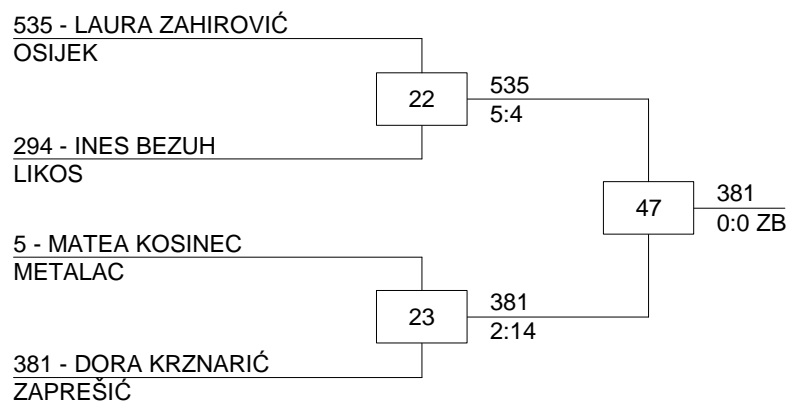 535 - LAURA ZAHIROVIĆ
OSIJEK
22
535
5:4
294 - INES BEZUH
LIKOS
47
381
0:0 ZB
5 - MATEA KOSINEC
METALAC
23
381
2:14
381 - DORA KRZNARIĆ
ZAPREŠIĆ